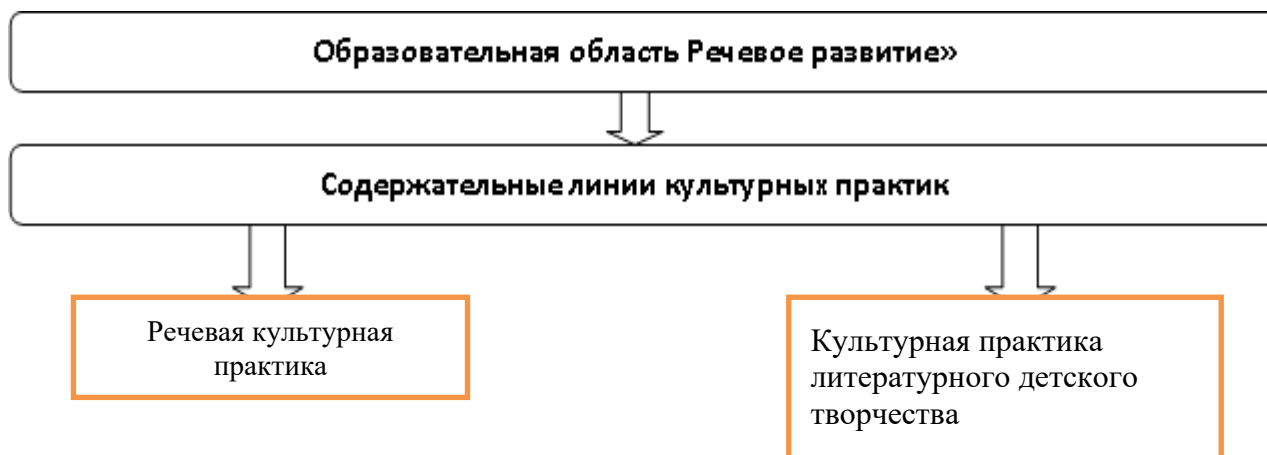 Образовательная область Речевое развитие»
Содержательные линии культурных практик
Речевая культурная
практика
Культурная практика
литературного детского
творчества